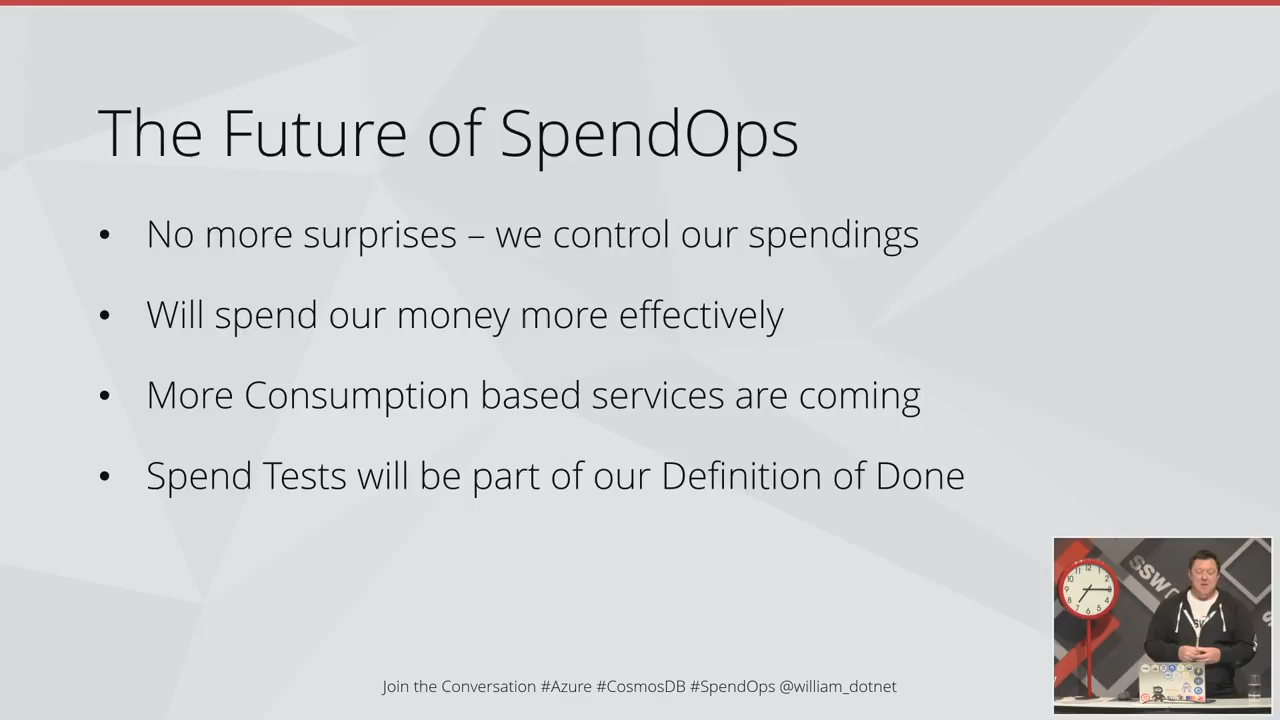 The Future of SpendOps
• No more surprises – we control our spendings
• Will spend our money more effectively
• More Consumption based services are coming
• Spend Tests will be part of our Definition of Done
SSW
Join the Conversation #Azure #CosmosDB #SpendOps @william_dotnet